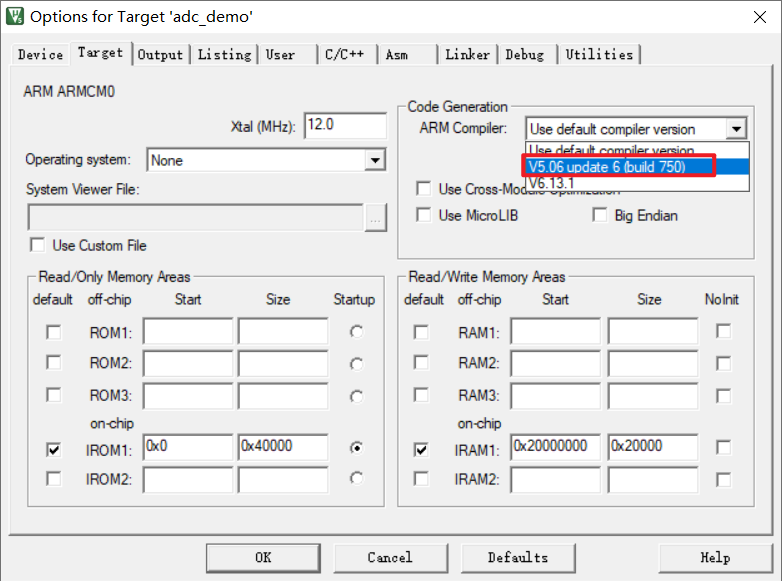 Options for Target 'adc_demo'
Device Target Output Listing User C/C++ Asm Linker Debug Utilities
ARM ARMCM0
Xtal (MHz): 12.0
Operating system: None
System Viewer File:
...
Use Custom File
Code Generation
ARM Compiler: Use default compiler version
Use default compiler version
V5.06 update 6 (build 750)
V6.13.1
Use Cross-Module Optimization
Use MicroLIB Big Endian
Read/Only Memory Areas
default off-chip Start Size Startup
ROM1:
ROM2:
ROM3:
on-chip
IROM1: 0x0 0x40000
IROM2:
Read/Write Memory Areas
default off-chip Start Size NoInit
RAM1:
RAM2:
RAM3:
on-chip
IRAM1: 0x20000000 0x20000
IRAM2:
OK Cancel Defaults Help